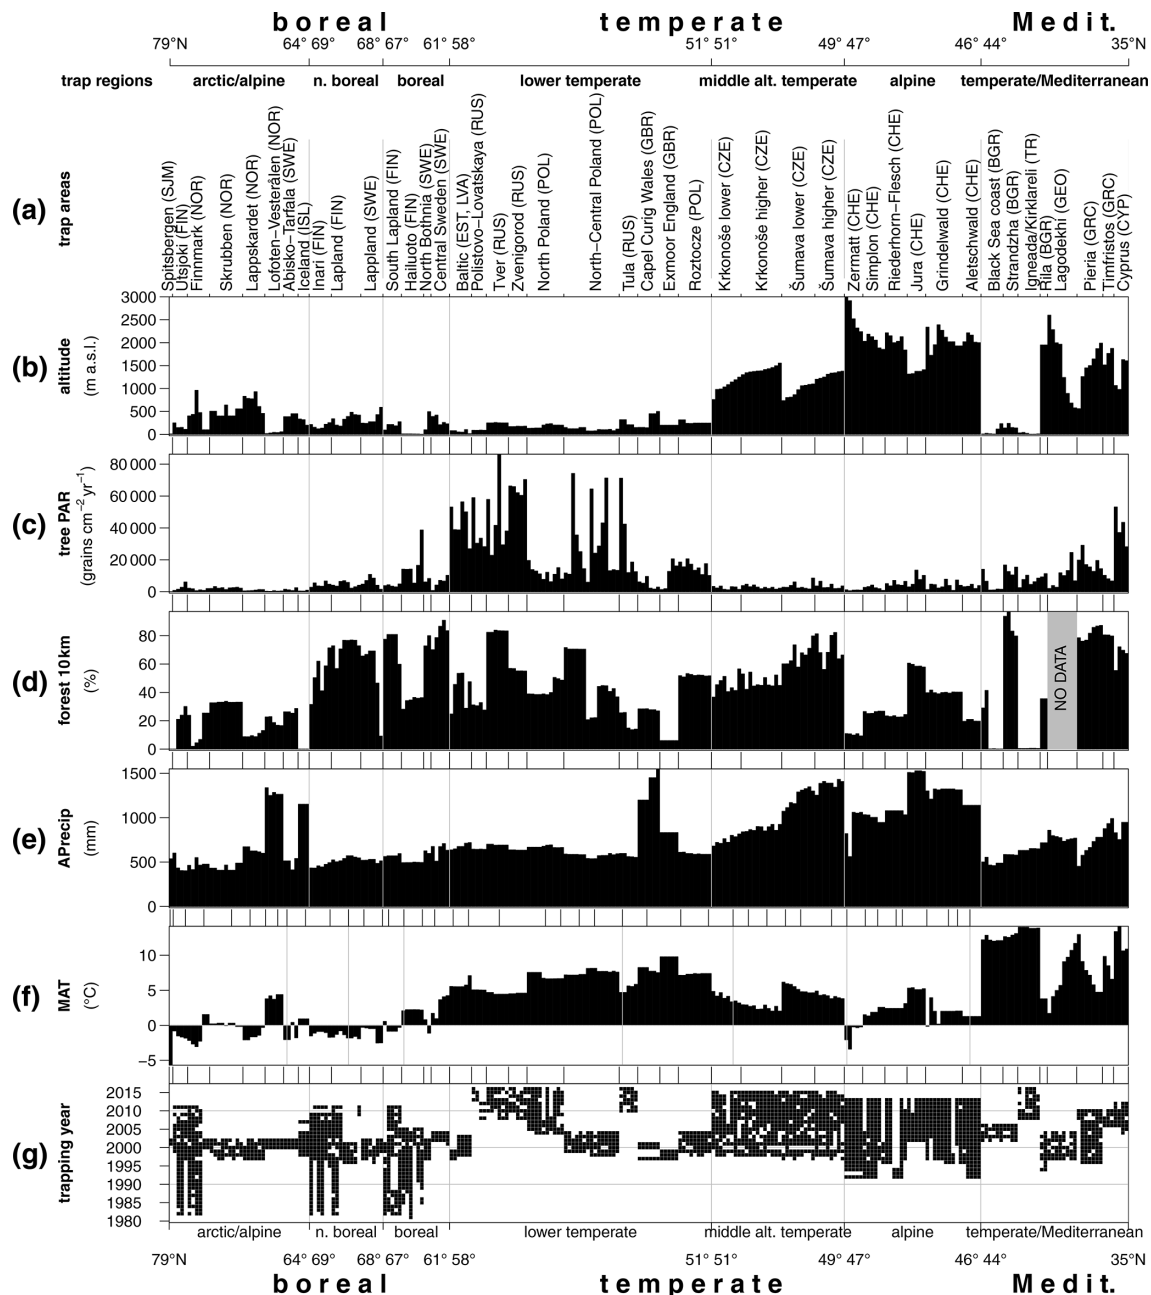 boreal temperate Medit.
79°N 64° 69° 68° 67° 61° 58° 51° 51° 49° 47° 46° 44° 35°N
trap regions arctic/alpine n. boreal boreal lower temperate middle alt. temperate alpine temperate/Mediterranean
(a) trap areas
Spitsbergen (SJM)
Utsjoki (FIN)
Finnmark (NOR)
Skrubben (NOR)
Lappskardet (NOR)
Lofoten−Vesterålen (NOR)
Abisko−Tarfala (SWE)
Iceland (ISL)
Inari (FIN)
Lapland (FIN)
Lappland (SWE)
South Lapland (FIN)
Hailuoto (FIN)
North Bothnia (SWE)
Central Sweden (SWE)
Baltic (EST, LVA)
Polistovo−Lovatskaya (RUS)
Tver (RUS)
Zvenigorod (RUS)
North Poland (POL)
North−Central Poland (POL)
Tula (RUS)
Capel Curig Wales (GBR)
Exmoor England (GBR)
Roztocze (POL)
Krkonoše lower (CZE)
Krkonoše higher (CZE)
Šumava lower (CZE)
Šumava higher (CZE)
Zermatt (CHE)
Simplon (CHE)
Riederhorn−Flesch (CHE)
Jura (CHE)
Grindelwald (CHE)
Aletschwald (CHE)
Black Sea coast (BGR)
Strandzha (BGR)
Igneada/Kirklareli (TR)
Rila (BGR)
Lagodekhi (GEO)
Pieria (GRC)
Timfristos (GRC)
Cyprus (CYP)
(b) altitude
(m a.s.l.)
3000
2500
2000
1500
1000
500
0
(c) tree PAR
(grains cm−2 yr−1)
80 000
60 000
40 000
20 000
0
(d) forest 10km
(%)
80
60
40
20
0
NO DATA
(e) APrecip
(mm)
1500
1000
500
0
(f) MAT
(°C)
10
5
0
−5
(g) trapping year
2015
2010
2005
2000
1995
1990
1985
1980
arctic/alpine n. boreal boreal lower temperate middle alt. temperate alpine temperate/Mediterranean
79°N 64° 69° 68° 67° 61° 58° 51° 51° 49° 47° 46° 44° 35°N
boreal temperate Medit.